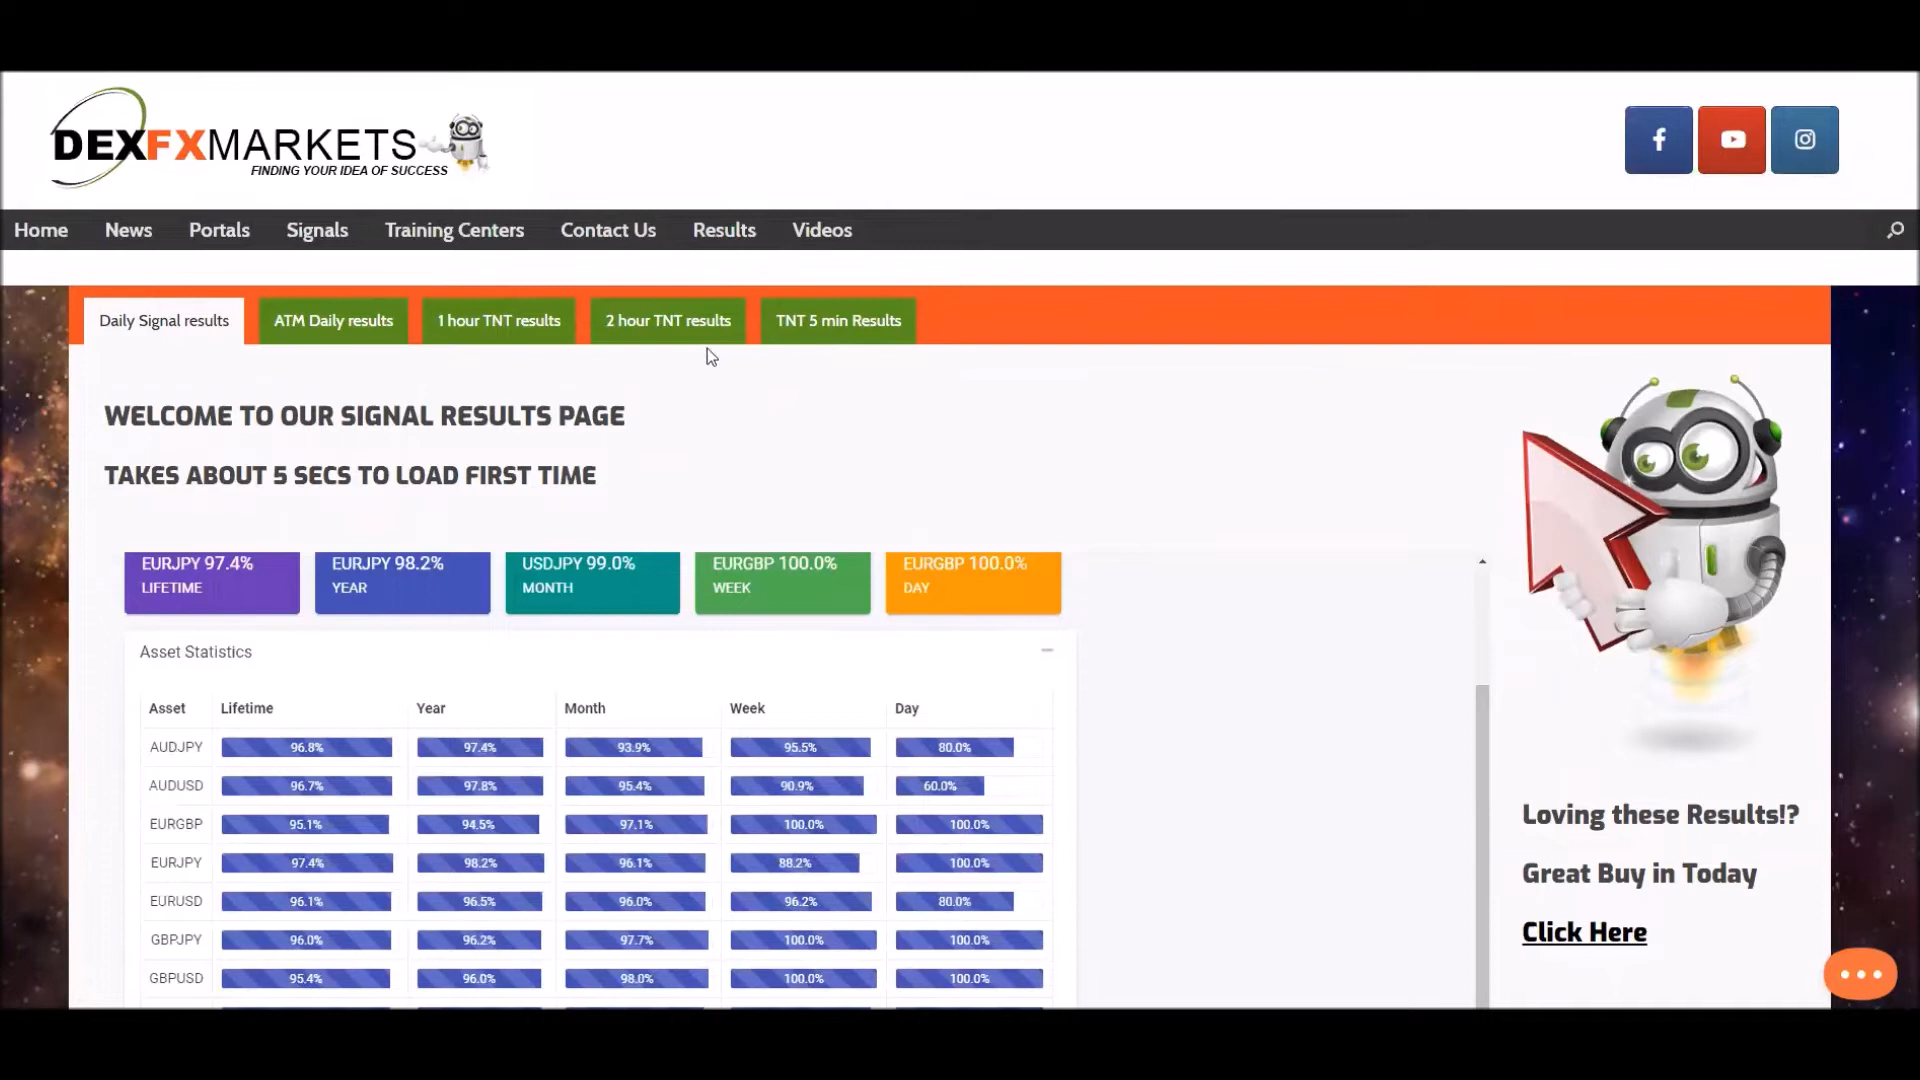 DEXFXMARKETS
FINDING YOUR IDEA OF SUCCESS
Home News Portals Signals Training Centers Contact Us Results Videos
Daily Signal results ATM Daily results 1 hour TNT results 2 hour TNT results TNT 5 min Results
WELCOME TO OUR SIGNAL RESULTS PAGE
TAKES ABOUT 5 SECS TO LOAD FIRST TIME
EURJPY 97.4% EURJPY 98.2% USDJPY 99.0% EURGBP 100.0% EURGBP 100.0%
LIFETIME YEAR MONTH WEEK DAY
Asset Statistics
Asset Lifetime Year Month Week Day
AUDJPY 96.8% 97.4% 93.9% 95.5% 80.0%
AUDUSD 96.7% 97.8% 95.4% 90.9% 60.0%
EURGBP 95.1% 94.5% 97.1% 100.0% 100.0%
EURJPY 97.4% 98.2% 96.1% 88.2% 100.0%
EURUSD 96.1% 96.5% 96.0% 96.2% 80.0%
GBPJPY 96.0% 96.2% 97.7% 100.0% 100.0%
GBPUSD 95.4% 96.0% 98.0% 100.0% 100.0%
Loving these Results!?
Great Buy in Today
Click Here